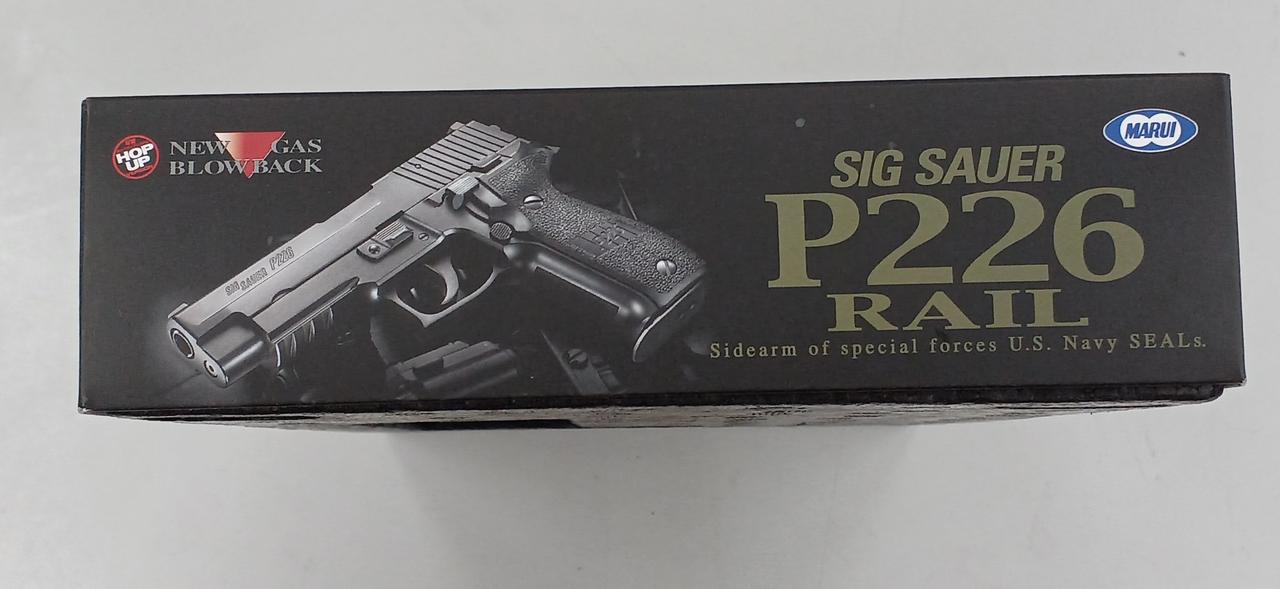 HOP
UP
NEW GAS
BLOWBACK
SIG SAUER P226
MARUI
SIG SAUER
P226
RAIL
Sidearm of special forces U.S. Navy SEALs.